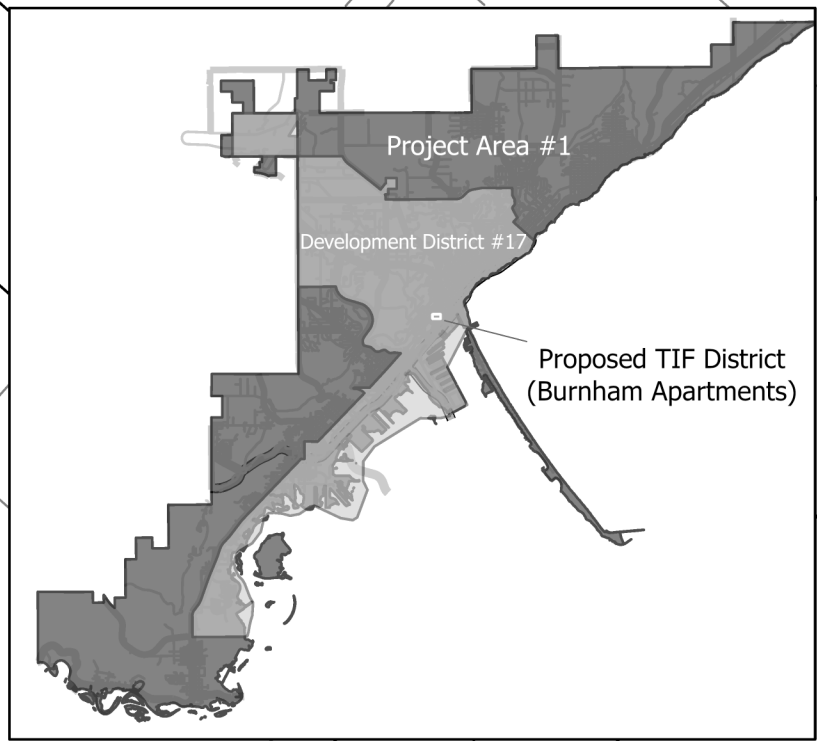 Project Area #1
Development District #17
Proposed TIF District
(Burnham Apartments)